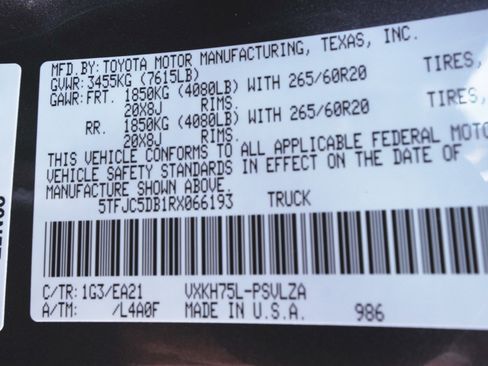 MFD.BY: TOYOTA MOTOR MANUFACTURING, TEXAS, INC.
GVWR: 3455KG (7615LB)
GAWR: FRT. 1850KG (4080LB) WITH 265/60R20 TIRES,
20X8J RIMS.
RR. 1850KG (4080LB) WITH 265/60R20 TIRES,
20X8J RIMS.
THIS VEHICLE CONFORMS TO ALL APPLICABLE FEDERAL MOTO
VEHICLE SAFETY STANDARDS IN EFFECT ON THE DATE OF
MANUFACTURE SHOWN ABOVE.
5TFJC5DB1RX066193 TRUCK
C/TR: 1G3/EA21 VXKH75L-PSVLZA
A/TM: /L4A0F MADE IN U.S.A. 986